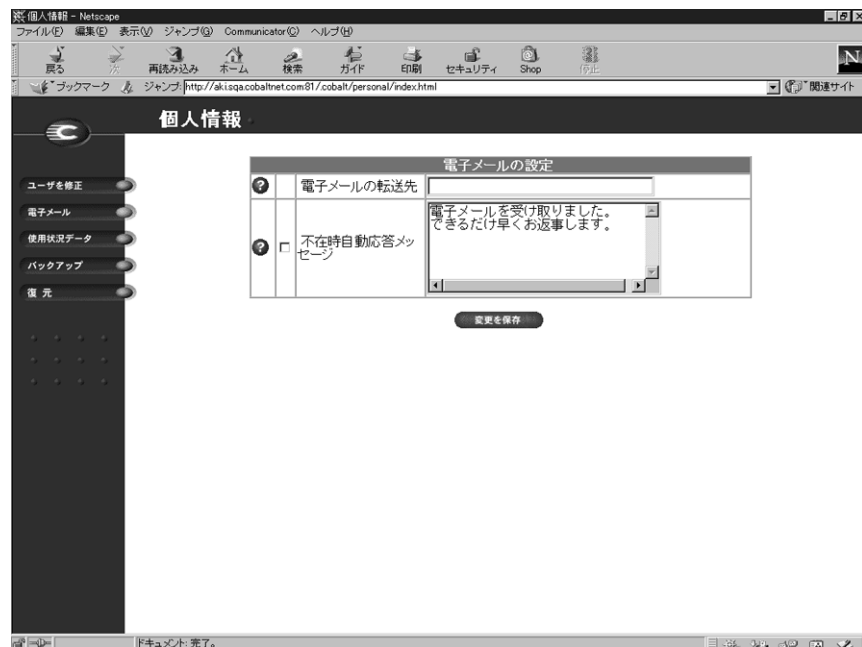 個人情報 - Netscape
ファイル(F) 編集(E) 表示(V) ジャンプ(G) Communicator(C) ヘルプ(H)
戻る 次 再読み込み ホーム 検索 ガイド 印刷 セキュリティ Shop 停止
N
ブックマーク ジャンプ: http://aki.sqa.cobaltnet.com:81/.cobalt/personal/index.html 関連サイト
個人情報
ユーザを修正
電子メール
使用状況データ
バックアップ
復元
電子メールの設定
? 電子メールの転送先
? 不在時自動応答メッ
セージ
電子メールを受け取りました。
できるだけ早くお返事します。
変更を保存
ドキュメント: 完了。